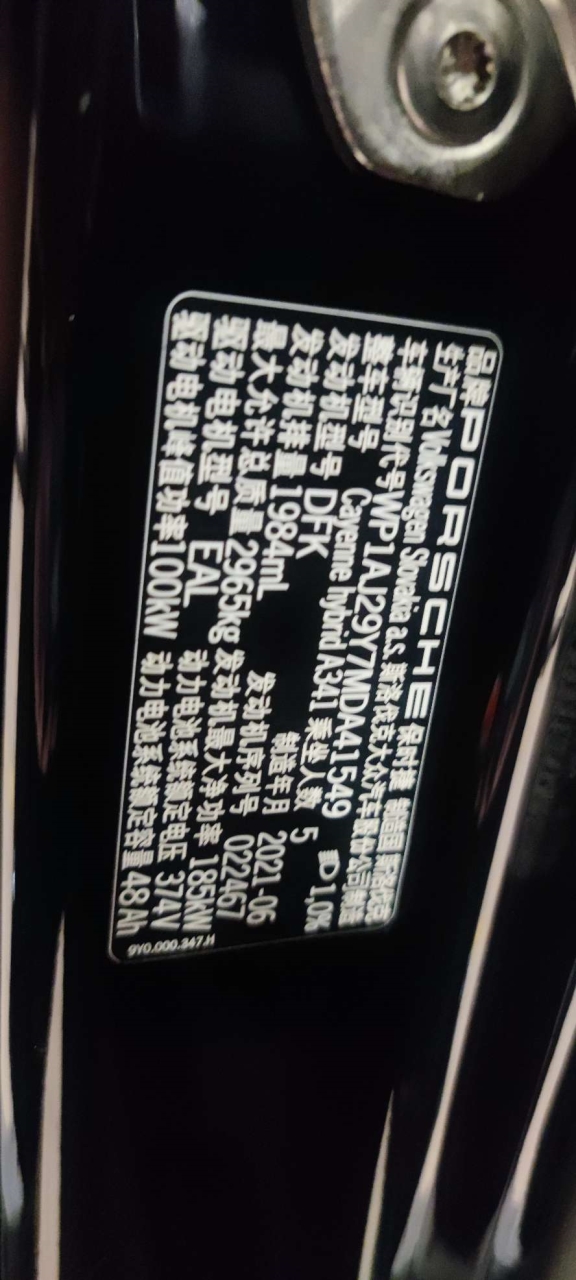 品牌 PORSCHE 保时捷 制造国 斯洛伐克
生产厂名 Volkswagen Slovakia a.s. 斯洛伐克大众汽车股份公司制造
车辆识别代号 WP1AJ29Y7MDA41549
整车型号 Cayenne hybrid A341 乘坐人数 5 1,0%
发动机型号 DFK 制造年月 2021-06
发动机排量 1984mL 发动机序列号 022467
最大允许总质量 2965kg 发动机最大净功率 185kW
驱动电机型号 EAL 动力电池系统额定电压 374V
驱动电机峰值功率 100kW 动力电池系统额定容量 48Ah
9Y0.000.347.H